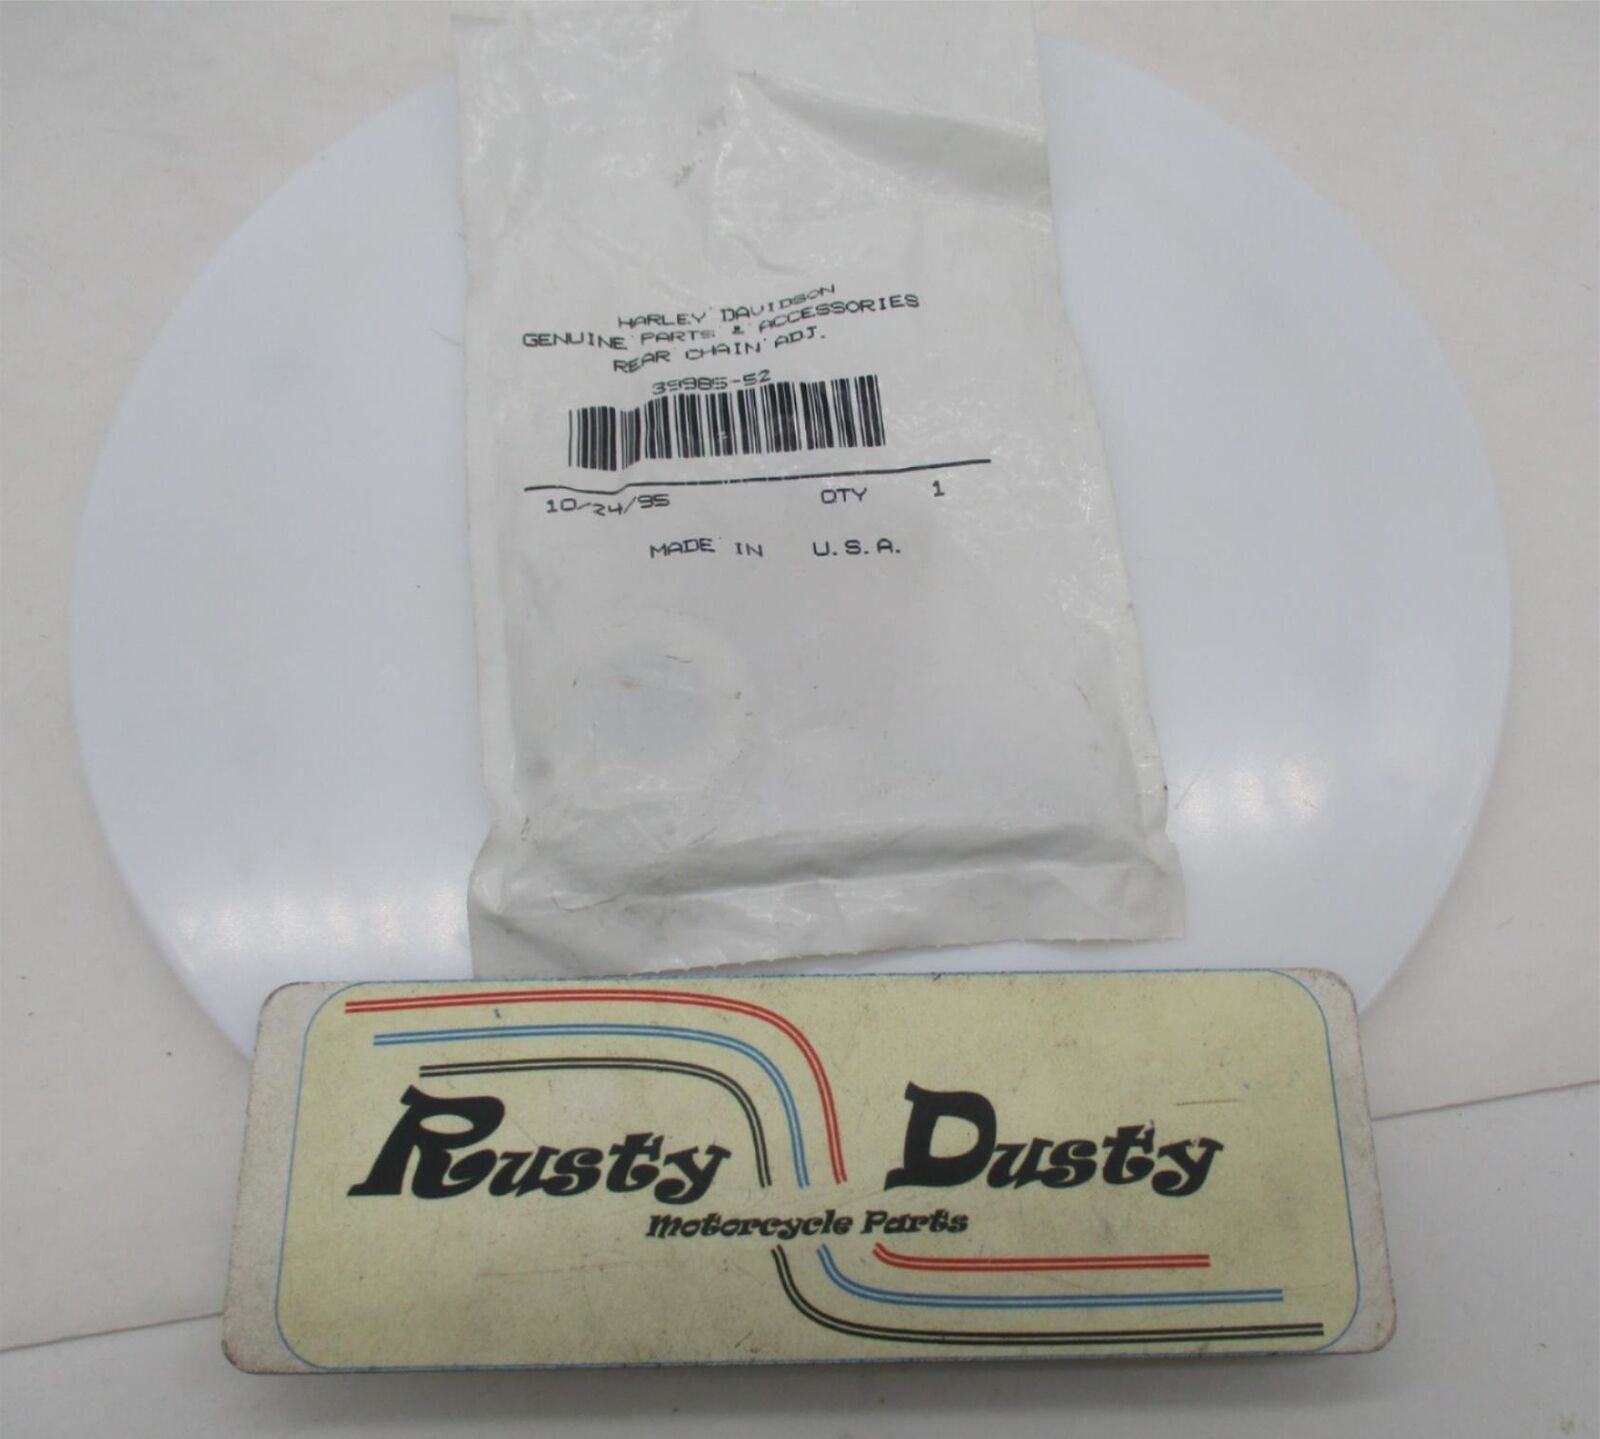 HARLEY DAVIDSON
GENUINE PARTS & ACCESSORIES
REAR CHAIN ADJ.
39985-52
10/24/95 QTY 1
MADE IN U.S.A.
Rusty Dusty
Motorcycle Parts